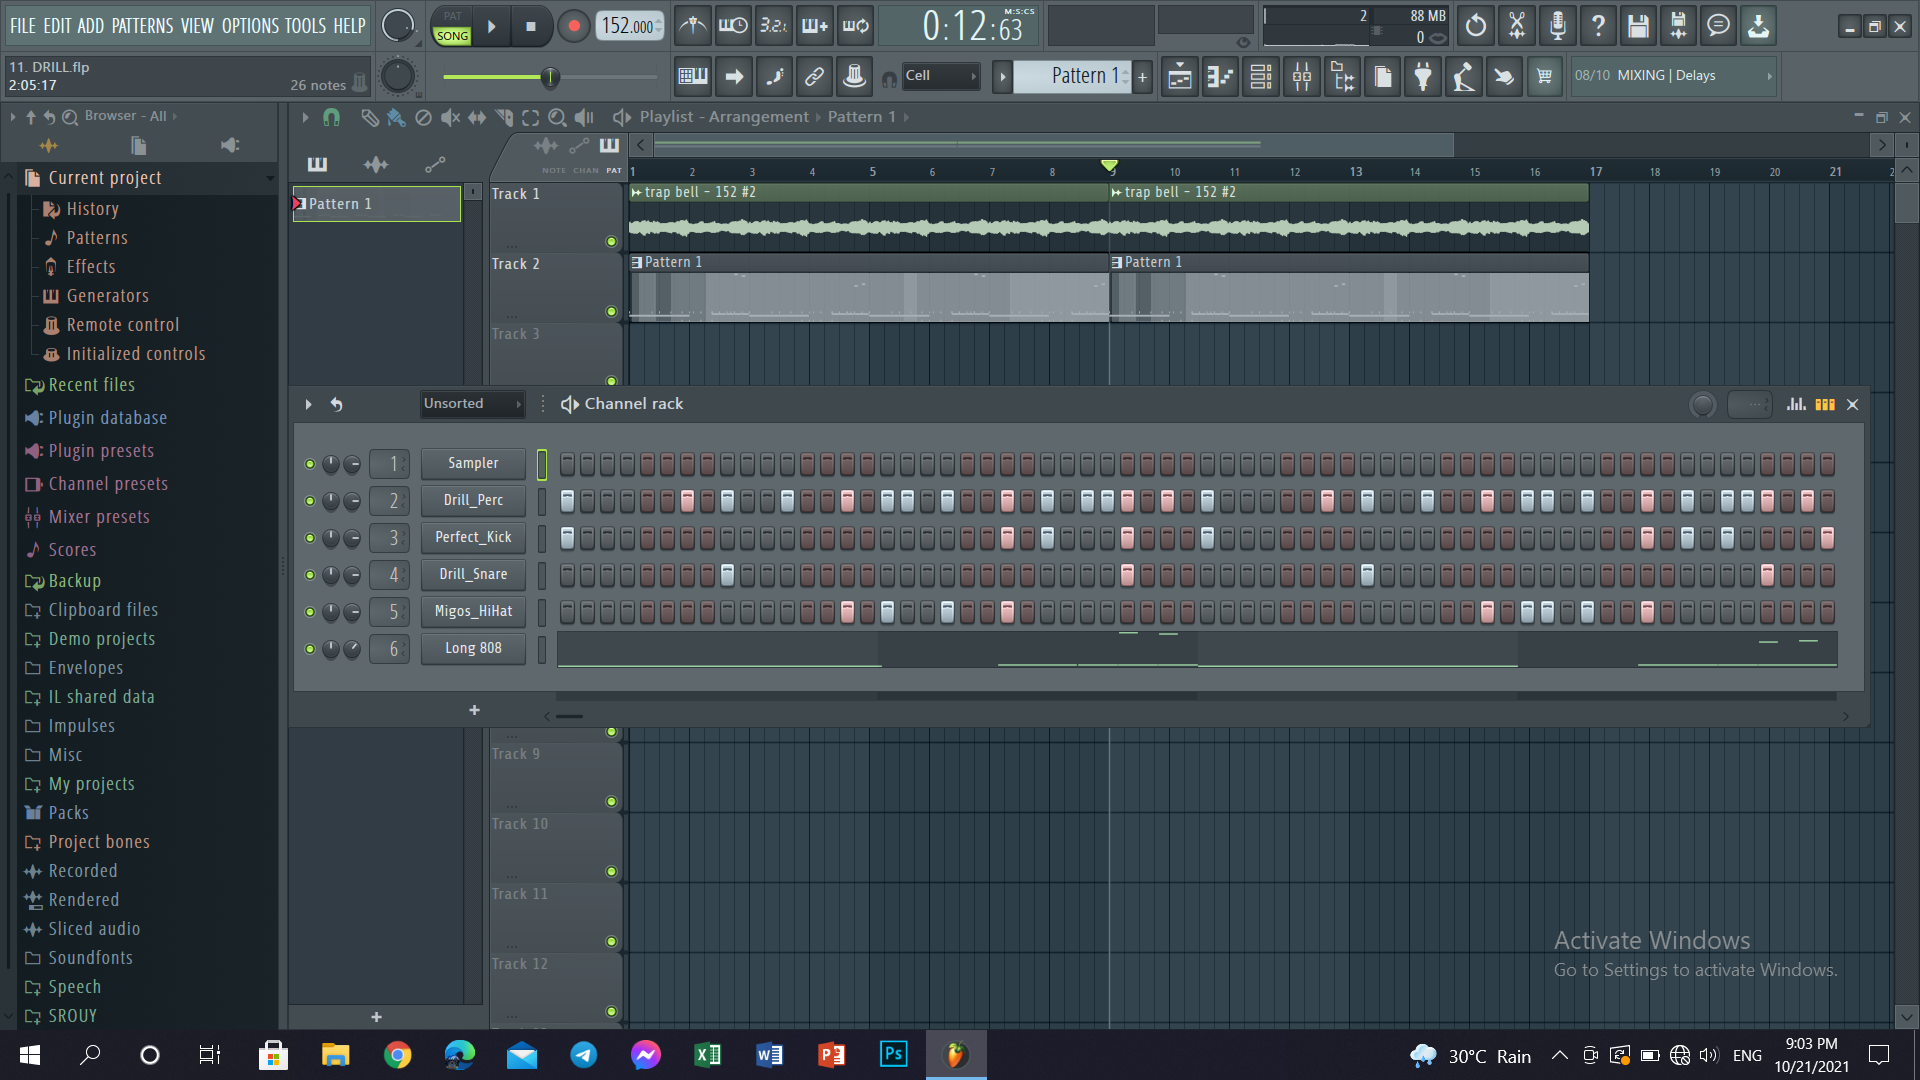 FILE EDIT ADD PATTERNS VIEW OPTIONS TOOLS HELP
PAT
SONG
152.000
3.2.
0:12:63
M:S:CS
2
88 MB
0
11. DRILL.flp
2:05:17
26 notes
Cell
Pattern 1
+
08/10 MIXING | Delays
Browser - All
Playlist - Arrangement
Pattern 1
NOTE CHAN PAT
1 2 3 4 5 6 7 8 9 10 11 12 13 14 15 16 17 18 19 20 21
Current project
History
Patterns
Effects
Generators
Remote control
Initialized controls
Recent files
Plugin database
Plugin presets
Channel presets
Mixer presets
Scores
Backup
Clipboard files
Demo projects
Envelopes
IL shared data
Impulses
Misc
My projects
Packs
Project bones
Recorded
Rendered
Sliced audio
Soundfonts
Speech
SROUY
Pattern 1
Track 1
trap bell - 152 #2
trap bell - 152 #2
Track 2
Pattern 1
Pattern 1
Track 3
Unsorted
Channel rack
1 Sampler
2 Drill_Perc
3 Perfect_Kick
4 Drill_Snare
5 Migos_HiHat
6 Long 808
+
Track 9
Track 10
Track 11
Track 12
+
Activate Windows
Go to Settings to activate Windows.
30°C Rain
ENG
9:03 PM
10/21/2021